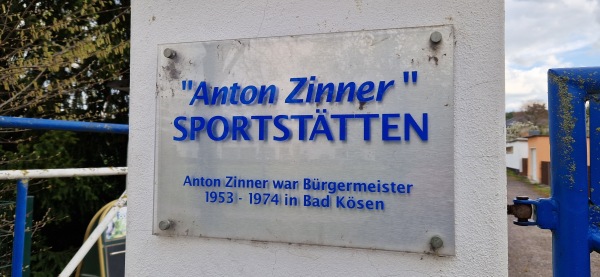 "Anton Zinner"
SPORTSTÄTTEN
Anton Zinner war Bürgermeister
1953 - 1974 in Bad Kösen